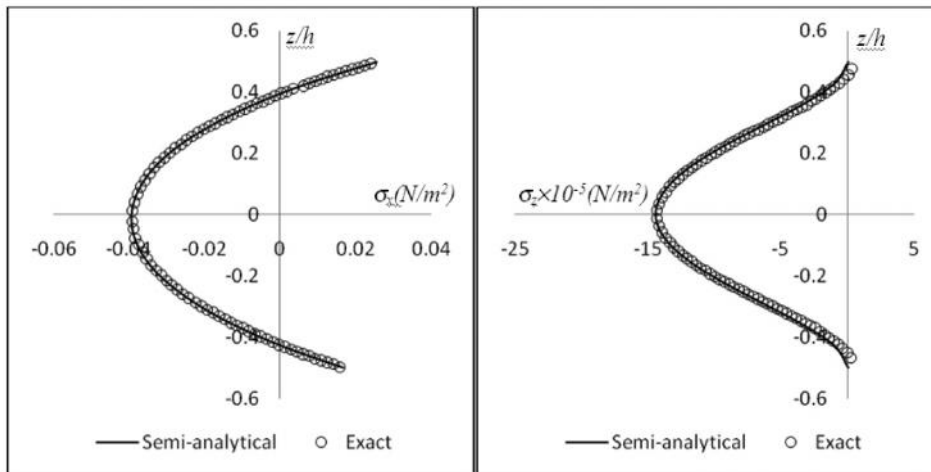 0.6
z/h
0.4
0.2
σx(N/m²)
0
-0.06 -0.04 -0.02 0 0.02 0.04
-0.2
-0.4
-0.6
Semi-analytical Exact
0.6
z/h
0.4
0.2
σz×10⁻⁵(N/m²)
0
-25 -15 -5 5
-0.2
-0.4
-0.6
Semi-analytical Exact